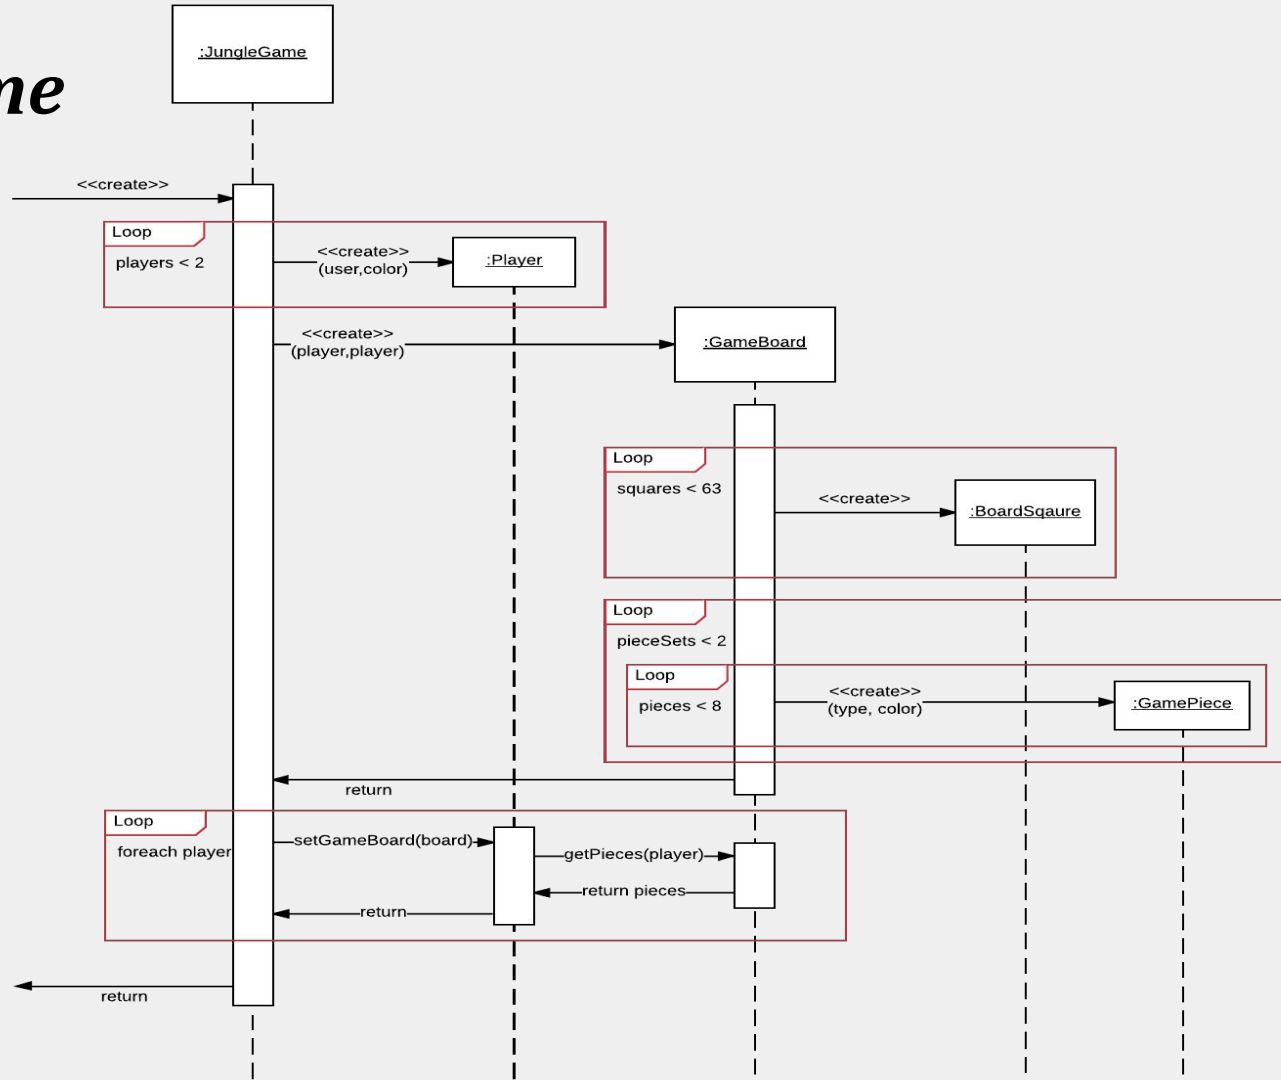 :JungleGame
me
<<create>>
Loop
players < 2
<<create>>
(user,color)
:Player
<<create>>
(player,player)
:GameBoard
Loop
squares < 63
<<create>>
:BoardSqaure
Loop
pieceSets < 2
Loop
pieces < 8
<<create>>
(type, color)
:GamePiece
return
Loop
foreach player
setGameBoard(board)
getPieces(player)
return pieces
return
return